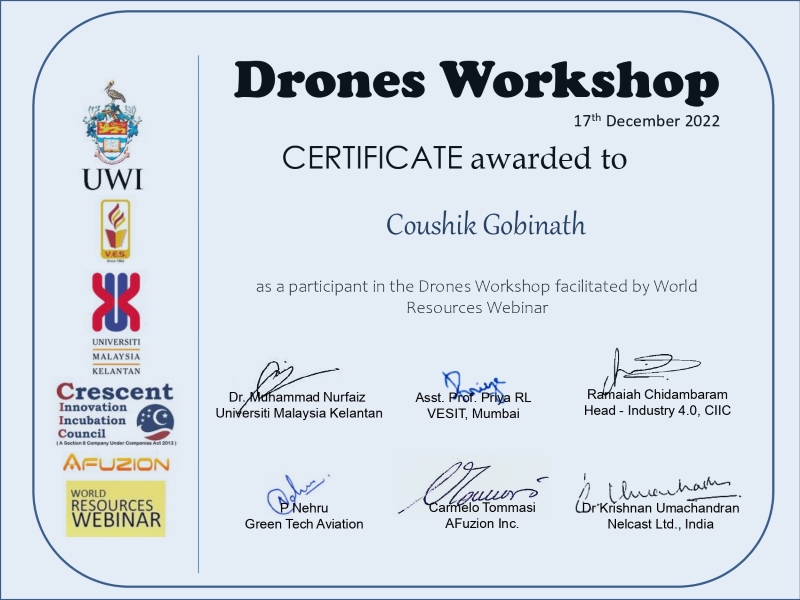 Drones Workshop
17th December 2022
CERTIFICATE awarded to
Coushik Gobinath
as a participant in the Drones Workshop facilitated by World
Resources Webinar
Dr. Muhammad Nurfaiz
Universiti Malaysia Kelantan
Asst. Prof. Priya RL
VESIT, Mumbai
Ramaiah Chidambaram
Head - Industry 4.0, CIIC
P Nehru
Green Tech Aviation
Carmelo Tommasi
AFuzion Inc.
Dr Krishnan Umachandran
Nelcast Ltd., India
UWI
V.E.S.
Since 1962
UNIVERSITI
MALAYSIA
KELANTAN
Crescent
Innovation
Incubation
Council
( A Section 8 Company Under Companies Act 2013 )
AFUZION
WORLD
RESOURCES
WEBINAR